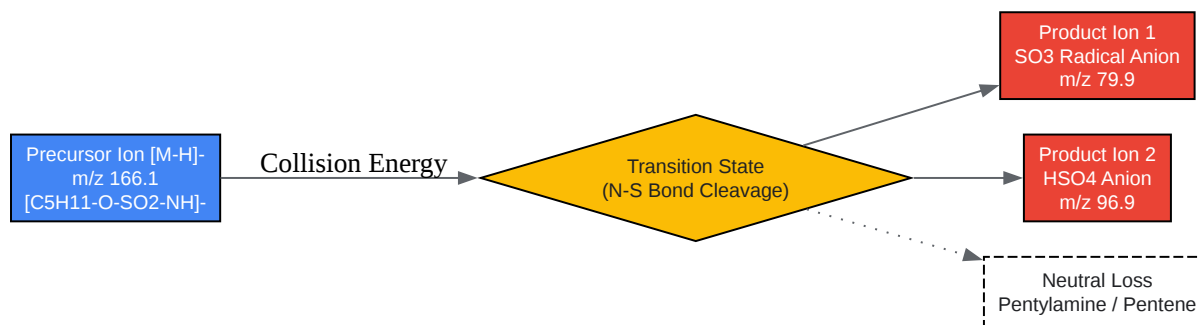 Precursor Ion [M-H]-
m/z 166.1
[C5H11-O-SO2-NH]-
Collision Energy
Transition State
(N-S Bond Cleavage)
Product Ion 1
SO3 Radical Anion
m/z 79.9
Product Ion 2
HSO4 Anion
m/z 96.9
Neutral Loss
Pentylamine / Pentene